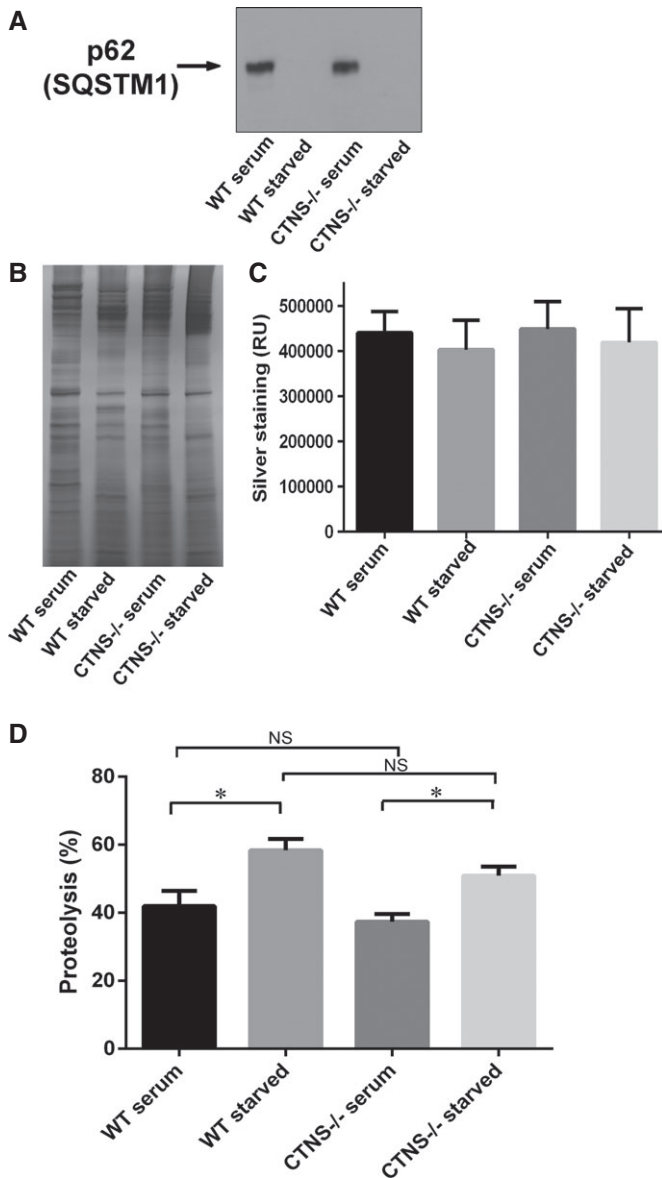 A
p62
(SQSTM1)
WT serum
WT starved
CTNS-/- serum
CTNS-/- starved
B
WT serum
WT starved
CTNS-/- serum
CTNS-/- starved
C
Silver staining (RU)
500000
400000
300000
200000
100000
0
WT serum
WT starved
CTNS-/- serum
CTNS-/- starved
D
Proteolysis (%)
80
60
40
20
0
NS
NS
*
*
WT serum
WT starved
CTNS-/- serum
CTNS-/- starved